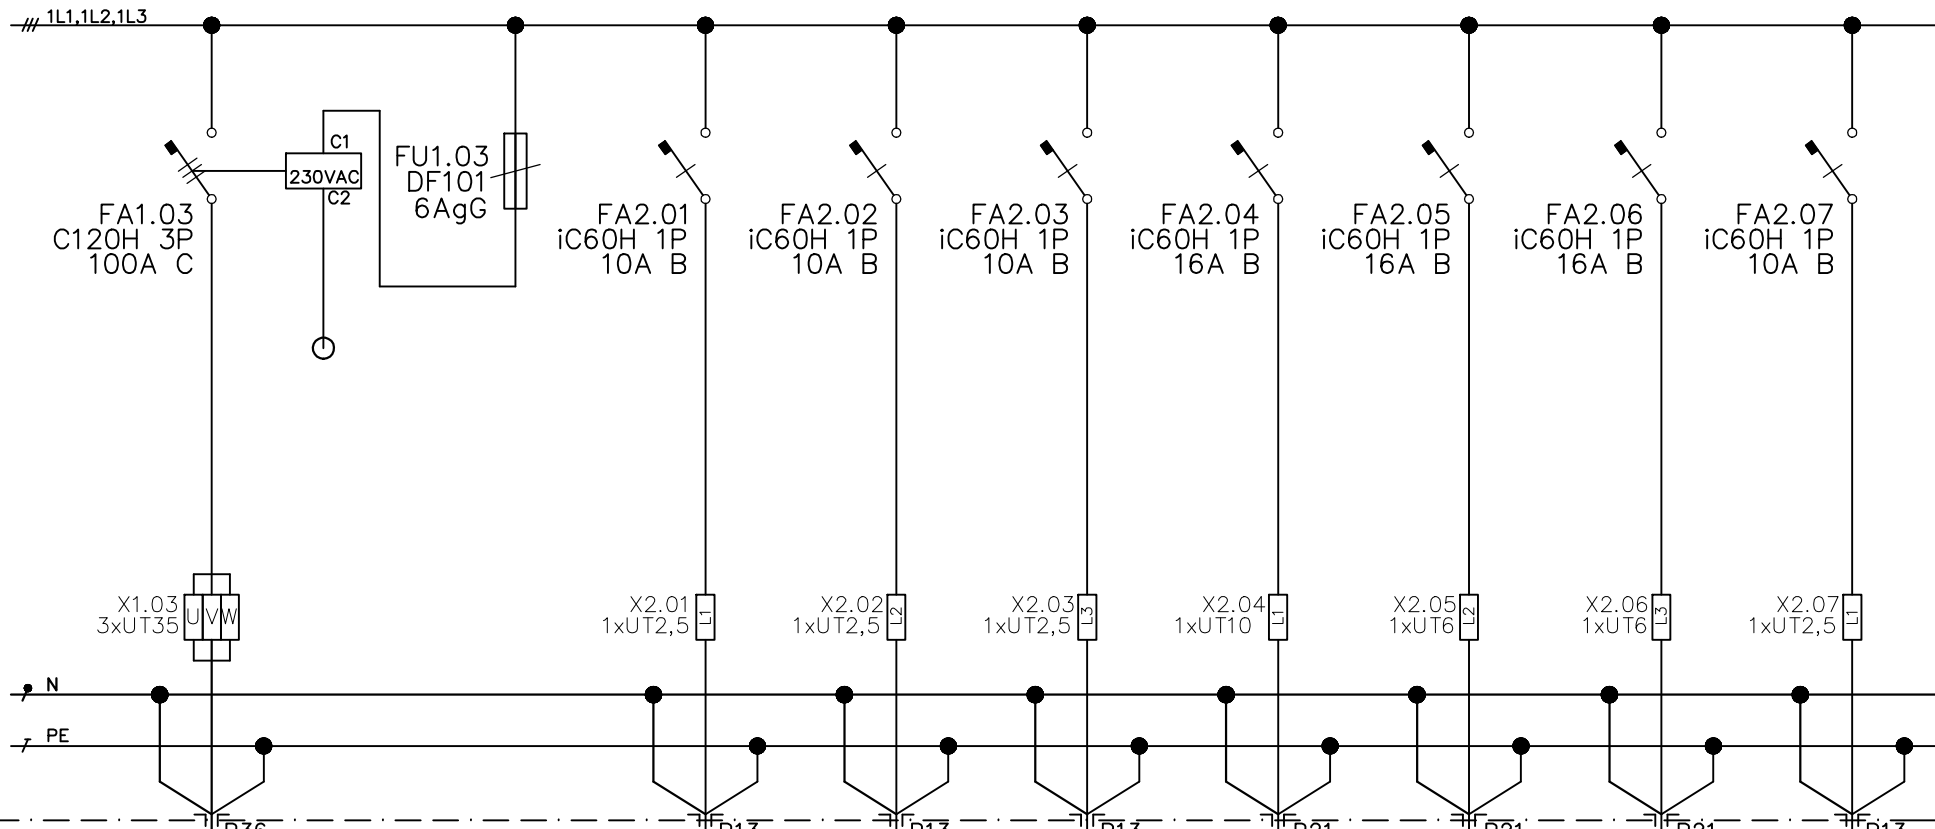 1L1,1L2,1L3
C1
230VAC
C2
FU1.03
DF101
6AgG
FA1.03
C120H 3P
100A C
FA2.01
iC60H 1P
10A B
FA2.02
iC60H 1P
10A B
FA2.03
iC60H 1P
10A B
FA2.04
iC60H 1P
16A B
FA2.05
iC60H 1P
16A B
FA2.06
iC60H 1P
16A B
FA2.07
iC60H 1P
10A B
X1.03
3xUT35
U V W
X2.01
1xUT2,5
L1
X2.02
1xUT2,5
L2
X2.03
1xUT2,5
L3
X2.04
1xUT10
L1
X2.05
1xUT6
L2
X2.06
1xUT6
L3
X2.07
1xUT2,5
L1
N
PE